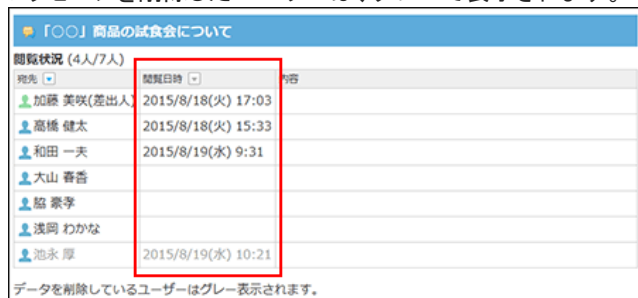 「○○」商品の試食会について
閲覧状況 (4人/7人)
宛先 閲覧日時 内容
加藤 美咲(差出人) 2015/8/18(火) 17:03
高橋 健太 2015/8/18(火) 15:33
和田 一夫 2015/8/19(水) 9:31
大山 春香
脇 豪孝
浅岡 わかな
池永 厚 2015/8/19(水) 10:21
データを削除しているユーザーはグレー表示されます。